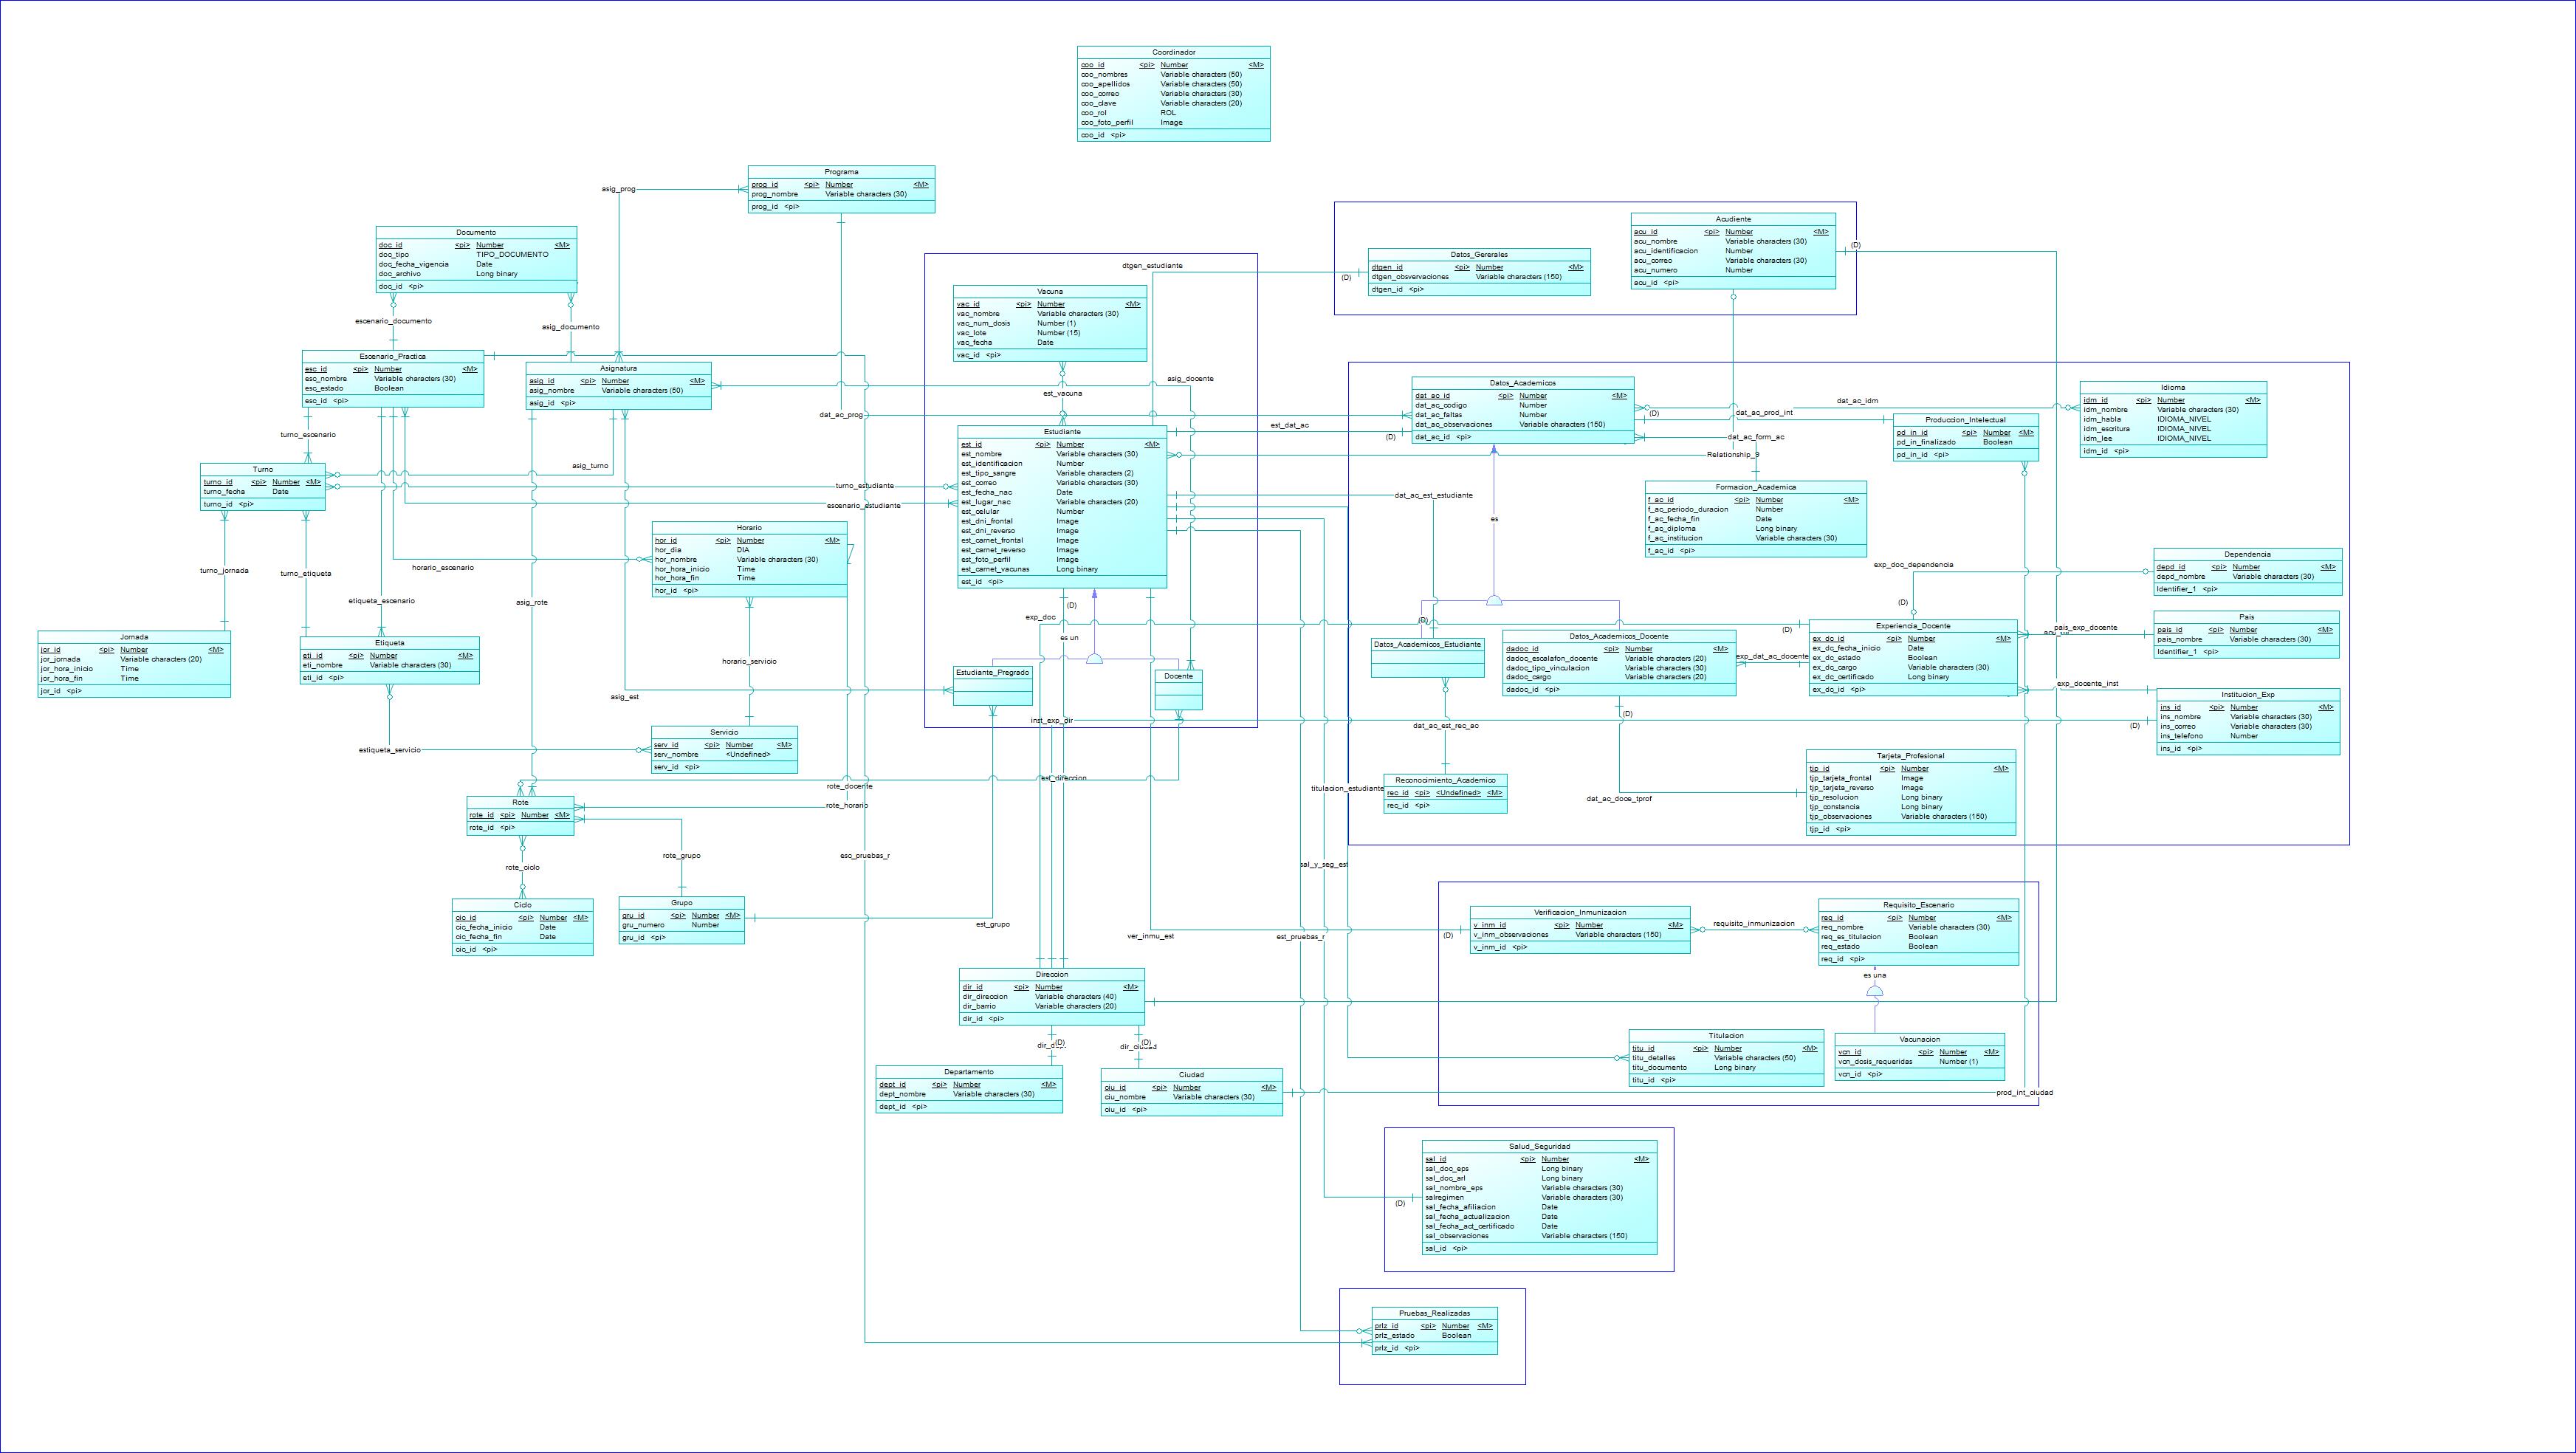 Coordinador
coo_id <pi> Number <M>
coo_nombres Variable characters (50)
coo_apellidos Variable characters (50)
coo_correo Variable characters (30)
coo_clave Variable characters (20)
coo_rol ROL
coo_foto_perfil Image
coo_id <pi>
Programa
prog_id <pi> Number <M>
prog_nombre Variable characters (30)
prog_id <pi>
asig_prog
Documento
doc_id <pi> Number <M>
doc_tipo TIPO_DOCUMENTO
doc_fecha_vigencia Date
doc_archivo Long binary
doc_id <pi>
escenario_documento
asig_documento
Escenario_Practica
esc_id <pi> Number <M>
esc_nombre Variable characters (30)
esc_estado Boolean
esc_id <pi>
Asignatura
asig_id <pi> Number <M>
asig_nombre Variable characters (50)
asig_id <pi>
turno_escenario
asig_turno
Turno
turno_id <pi> Number <M>
turno_fecha Date
turno_id <pi>
turno_estudiante
escenario_estudiante
Horario
hor_id <pi> Number <M>
hor_dia DIA
hor_nombre Variable characters (30)
hor_hora_inicio Time
hor_hora_fin Time
hor_id <pi>
horario_escenario
turno_jornada
turno_etiqueta
etiqueta_escenario
asig_rote
Jornada
jor_id <pi> Number <M>
jor_jornada Variable characters (20)
jor_hora_inicio Time
jor_hora_fin Time
jor_id <pi>
Etiqueta
eti_id <pi> Number <M>
eti_nombre Variable characters (30)
eti_id <pi>
horario_servicio
asig_est
estiqueta_servicio
Servicio
serv_id <pi> Number <M>
serv_nombre <Undefined>
serv_id <pi>
rote_docente
rote_horario
Rote
rote_id <pi> Number <M>
rote_id <pi>
rote_ciclo
rote_grupo
esc_pruebas_r
Ciclo
cic_id <pi> Number <M>
cic_fecha_inicio Date
cic_fecha_fin Date
cic_id <pi>
Grupo
gru_id <pi> Number <M>
gru_numero Number
gru_id <pi>
est_grupo
dtgen_estudiante
Vacuna
vac_id <pi> Number <M>
vac_nombre Variable characters (30)
vac_num_dosis Number (1)
vac_lote Number (15)
vac_fecha Date
vac_id <pi>
est_vacuna
asig_docente
dat_ac_prog
Estudiante
est_id <pi> Number <M>
est_nombre Variable characters (30)
est_identificacion Number
est_tipo_sangre Variable characters (2)
est_correo Variable characters (30)
est_fecha_nac Date
est_lugar_nac Variable characters (20)
est_celular Number
est_dni_frontal Image
est_dni_reverso Image
est_carnet_frontal Image
est_carnet_reverso Image
est_foto_perfil Image
est_carnet_vacunas Long binary
est_id <pi>
(D)
exp_doc
es un
Estudiante_Pregrado
Docente
inst_exp_dir
est_direccion
Datos_Gererales
dtgen_id <pi> Number <M>
dtgen_observaciones Variable characters (150)
dtgen_id <pi>
(D)
Acudiente
acu_id <pi> Number <M>
acu_nombre Variable characters (30)
acu_identificacion Number
acu_correo Variable characters (30)
acu_numero Number
acu_id <pi>
(D)
est_dat_ac
(D)
Datos_Academicos
dat_ac_id <pi> Number <M>
dat_ac_codigo Number
dat_ac_faltas Number
dat_ac_observaciones Variable characters (150)
dat_ac_id <pi>
dat_ac_idm
(D)
dat_ac_prod_int
dat_ac_form_ac
Relationship_9
Produccion_Intelectual
pd_in_id <pi> Number <M>
pd_in_finalizado Boolean
pd_in_id <pi>
Idioma
idm_id <pi> Number <M>
idm_nombre Variable characters (30)
idm_habla IDIOMA_NIVEL
idm_escritura IDIOMA_NIVEL
idm_lee IDIOMA_NIVEL
idm_id <pi>
dat_ac_est_estudiante
es
Formacion_Academica
f_ac_id <pi> Number <M>
f_ac_periodo_duracion Number
f_ac_fecha_fin Date
f_ac_diploma Long binary
f_ac_institucion Variable characters (30)
f_ac_id <pi>
exp_doc_dependencia
(D)
Dependencia
depd_id <pi> Number <M>
depd_nombre Variable characters (30)
Identifier_1 <pi>
(D)
Datos_Academicos_Estudiante
Datos_Academicos_Docente
dadoc_id <pi> Number <M>
dadoc_escalafon_docente Variable characters (20)
dadoc_tipo_vinculacion Variable characters (30)
dadoc_cargo Variable characters (20)
dadoc_id <pi>
exp_dat_ac_docente
(D)
Experiencia_Docente
ex_dc_id <pi> Number <M>
ex_dc_fecha_inicio Date
ex_dc_estado Boolean
ex_dc_cargo Variable characters (30)
ex_dc_certificado Long binary
ex_dc_id <pi>
pais_exp_docente
Pais
pais_id <pi> Number <M>
pais_nombre Variable characters (30)
Identifier_1 <pi>
exp_docente_inst
Institucion_Exp
ins_id <pi> Number <M>
ins_nombre Variable characters (30)
ins_correo Variable characters (30)
ins_telefono Number
ins_id <pi>
(D)
(D)
dat_ac_est_rec_ac
Reconocimiento_Academico
rec_id <pi> <Undefined> <M>
rec_id <pi>
dat_ac_doce_tprof
Tarjeta_Profesional
tjp_id <pi> Number <M>
tjp_tarjeta_frontal Image
tjp_tarjeta_reverso Image
tjp_resolucion Long binary
tjp_constancia Long binary
tjp_observaciones Variable characters (150)
tjp_id <pi>
titulacion_estudiante
sal_y_seg_est
ver_inmu_est
est_pruebas_r
(D)
Verificacion_Inmunizacion
v_inm_id <pi> Number <M>
v_inm_observaciones Variable characters (150)
v_inm_id <pi>
requisito_inmunizacion
Requisito_Escenario
req_id <pi> Number <M>
req_nombre Variable characters (30)
req_es_titulacion Boolean
req_estado Boolean
req_id <pi>
es una
Direccion
dir_id <pi> Number <M>
dir_direccion Variable characters (40)
dir_barrio Variable characters (20)
dir_id <pi>
(D)
(D)
dir_ciudad
Departamento
dept_id <pi> Number <M>
dept_nombre Variable characters (30)
dept_id <pi>
Ciudad
ciu_id <pi> Number <M>
ciu_nombre Variable characters (30)
ciu_id <pi>
Titulacion
titu_id <pi> Number <M>
titu_detalles Variable characters (50)
titu_documento Long binary
titu_id <pi>
Vacunacion
vcn_id <pi> Number <M>
vcn_dosis_requeridas Number (1)
vcn_id <pi>
prod_int_ciudad
Salud_Seguridad
sal_id <pi> Number <M>
sal_doc_eps Long binary
sal_doc_arl Long binary
sal_nombre_eps Variable characters (30)
salregimen Variable characters (30)
sal_fecha_afiliacion Date
sal_fecha_actualizacion Date
sal_fecha_act_certificado Date
sal_observaciones Variable characters (150)
sal_id <pi>
(D)
Pruebas_Realizadas
prlz_id <pi> Number <M>
prlz_estado Boolean
prlz_id <pi>